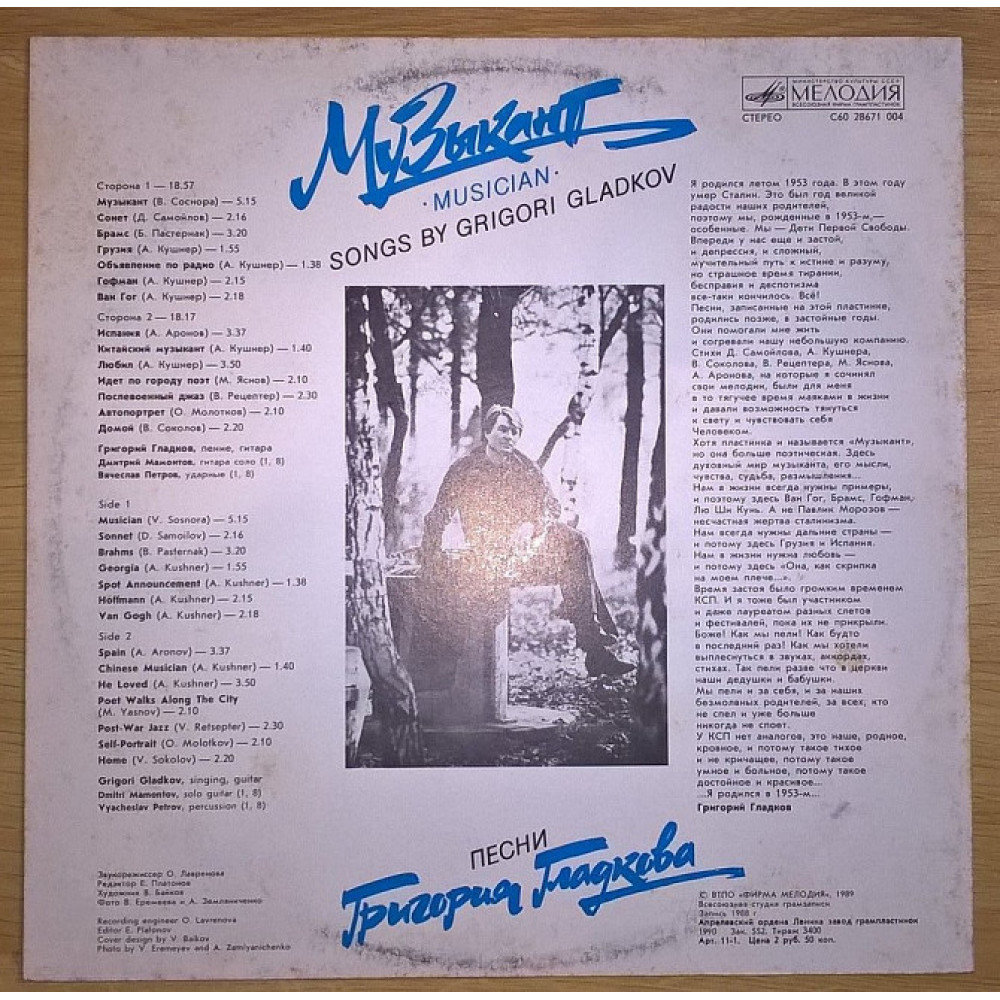 Музыкант
· MUSICIAN ·
SONGS BY GRIGORI GLADKOV
МИНИСТЕРСТВО КУЛЬТУРЫ СССР
МЕЛОДИЯ
ВСЕСОЮЗНАЯ ФИРМА ГРАМПЛАСТИНОК
СТЕРЕО С60 28671 004
Сторона 1 — 18.57
Музыкант (В. Соснора) — 5.15
Сонет (Д. Самойлов) — 2.16
Брамс (Б. Пастернак) — 3.20
Грузия (А. Кушнер) — 1.55
Объявление по радио (А. Кушнер) — 1.38
Гофман (А. Кушнер) — 2.15
Ван Гог (А. Кушнер) — 2.18
Сторона 2 — 18.17
Испания (А. Аронов) — 3.37
Китайский музыкант (А. Кушнер) — 1.40
Любил (А. Кушнер) — 3.50
Идет по городу поэт (М. Яснов) — 2.10
Послевоенный джаз (В. Рецептер) — 2.30
Автопортрет (О. Молотков) — 2.10
Домой (В. Соколов) — 2.20
Григорий Гладков, пение, гитара
Дмитрий Мамонтов, гитара соло (1, 8)
Вячеслав Петров, ударные (1, 8)
Side 1
Musician (V. Sosnora) — 5.15
Sonnet (D. Samoilov) — 2.16
Brahms (B. Pasternak) — 3.20
Georgia (A. Kushner) — 1.55
Spot Announcement (A. Kushner) — 1.38
Hoffmann (A. Kushner) — 2.15
Van Gogh (A. Kushner) — 2.18
Side 2
Spain (A. Aronov) — 3.37
Chinese Musician (A. Kushner) — 1.40
He Loved (A. Kushner) — 3.50
Poet Walks Along The City
(M. Yasnov) — 2.10
Post-War Jazz (V. Retsepter) — 2.30
Self-Portrait (O. Molotkov) — 2.10
Home (V. Sokolov) — 2.20
Grigori Gladkov, singing, guitar
Dmitri Mamontov, solo guitar (1, 8)
Vyacheslav Petrov, percussion (1, 8)
Звукорежиссер О. Лавренова
Редактор Е. Платонов
Художник В. Байков
Фото В. Еремеева и А. Земляниченко
Recording engineer O. Lavrenova
Editor E. Platonov
Cover design by V. Baikov
Photo by V. Eremeyev and A. Zemlyanichenko
Я родился летом 1953 года. В этом году
умер Сталин. Это был год великой
радости наших родителей,
поэтому мы, рожденные в 1953-м,—
особенные. Мы — Дети Первой Свободы.
Впереди у нас еще и застой,
и депрессия, и сложный,
мучительный путь к истине и разуму,
но страшное время тирании,
бесправия и деспотизма
все-таки кончилось. Всё!
Песни, записанные на этой пластинке,
родились позже, в застойные годы.
Они помогали мне жить
и согревали нашу небольшую компанию.
Стихи Д. Самойлова, А. Кушнера,
В. Соколова, В. Рецептера, М. Яснова,
А. Аронова, на которые я сочинял
свои мелодии, были для меня
в то тягучее время маяками в жизни
и давали возможность тянуться
к свету и чувствовать себя
Человеком.
Хотя пластинка и называется «Музыкант»,
но она больше поэтическая. Здесь
духовный мир музыканта, его мысли,
чувства, судьба, размышления...
Нам в жизни всегда нужны примеры,
и поэтому здесь Ван Гог, Брамс, Гофман,
Лю Ши Кунь. А не Павлик Морозов —
несчастная жертва сталинизма.
Нам всегда нужны дальние страны —
и потому здесь Грузия и Испания.
Нам в жизни нужна любовь —
и потому здесь «Она, как скрипка
на моем плече...».
Время застоя было громким временем
КСП. И я тоже был участником
и даже лауреатом разных слетов
и фестивалей, пока их не прикрыли.
Боже! Как мы пели! Как будто
в последний раз! Как мы хотели
выплеснуться в звуках, аккордах,
стихах. Так пели разве что в церкви
наши дедушки и бабушки.
Мы пели и за себя, и за наших
безмолвных родителей, за всех, кто
не спел и уже больше
никогда не споет.
У КСП нет аналогов, это наше, родное,
кровное, и потому такое тихое
и не кричащее, потому такое
умное и больное, потому такое
достойное и красивое...
...Я родился в 1953-м...
Григорий Гладков
ПЕСНИ
Григория Гладкова
© ВТПО «ФИРМА МЕЛОДИЯ», 1989
Всесоюзная студия грамзаписи
Запись 1988 г
Апрелевский ордена Ленина завод грампластинок
1990 Зак. 552. Тираж 3400
Арт. 11-1. Цена 2 руб. 50 коп.